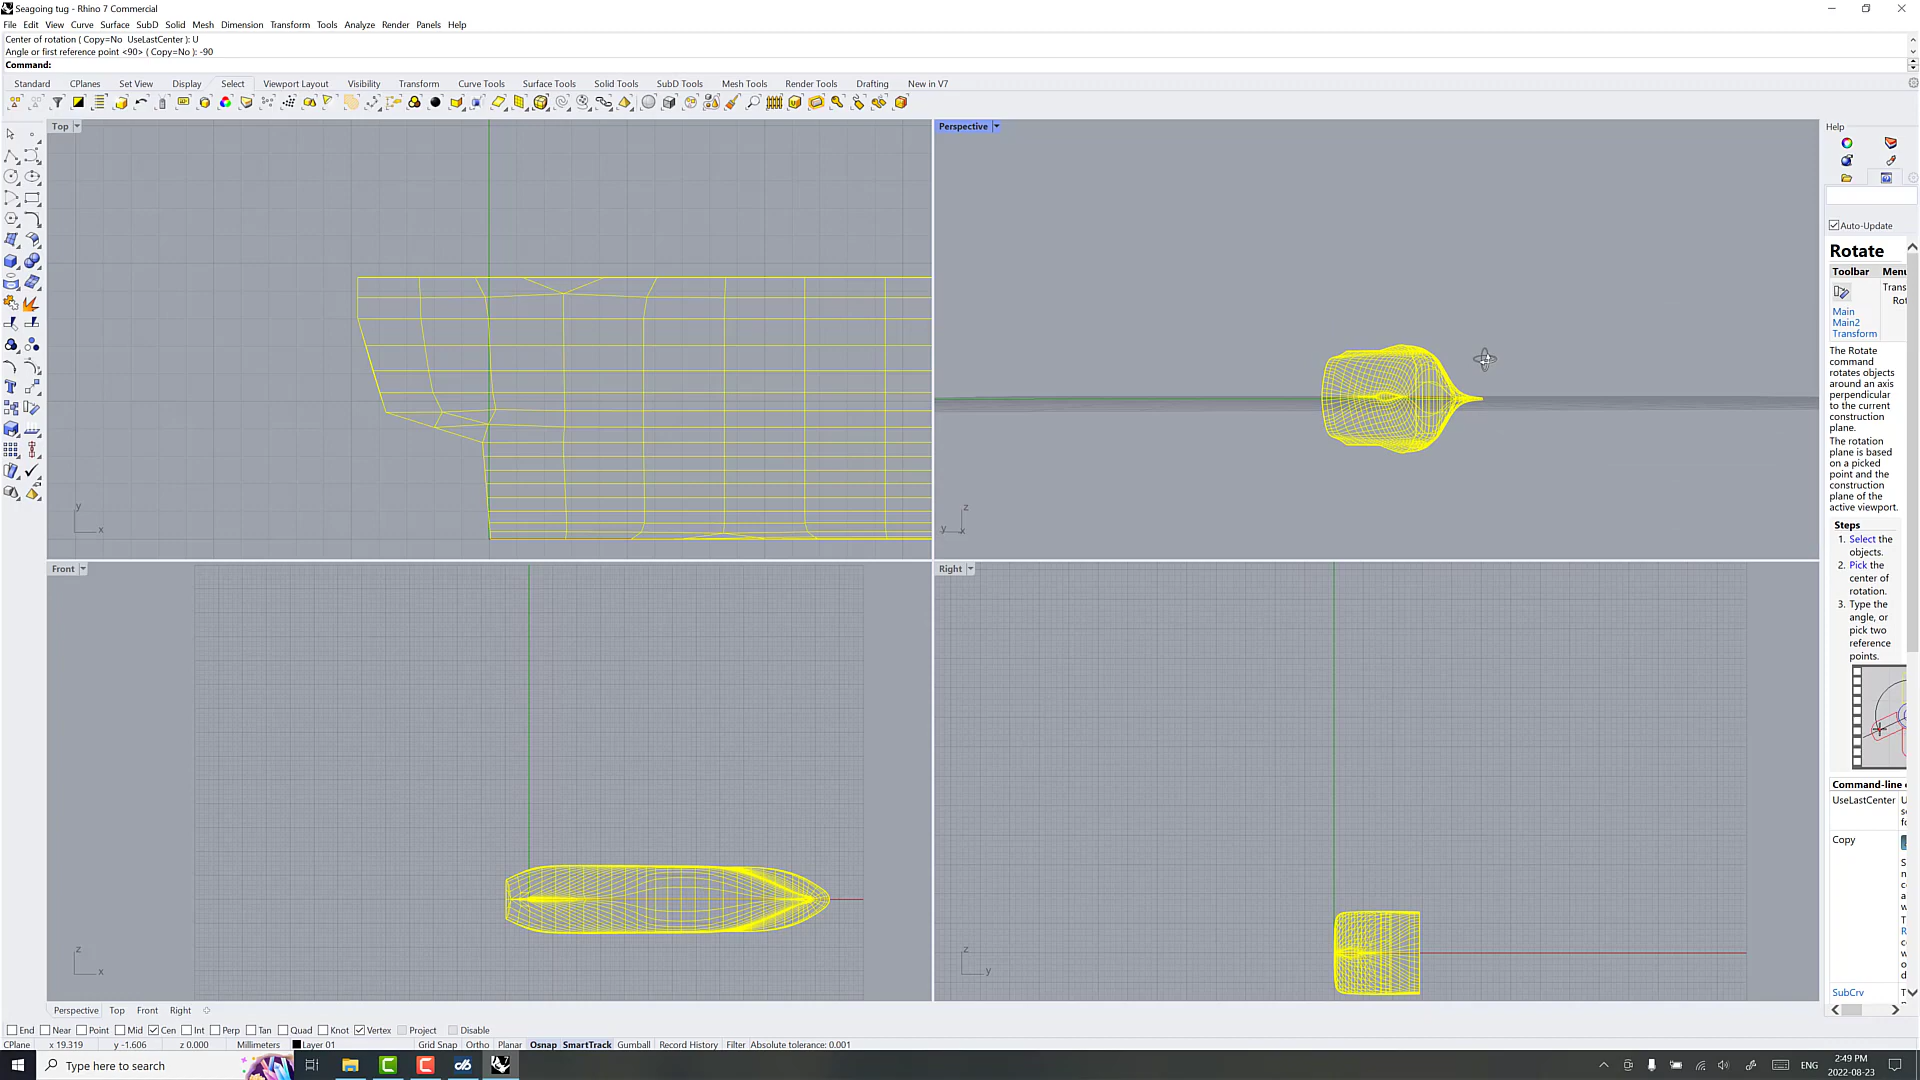 Seagoing tug - Rhino 7 Commercial
File Edit View Curve Surface SubD Solid Mesh Dimension Transform Tools Analyze Render Panels Help
Center of rotation ( Copy=No UseLastCenter ): U
Angle or first reference point <90> ( Copy=No ): -90
Command:
Standard CPlanes Set View Display Select Viewport Layout Visibility Transform Curve Tools Surface Tools Solid Tools SubD Tools Mesh Tools Render Tools Drafting New in V7
Top
Perspective
Help
Auto-Update
Rotate
Toolbar Menu
Trans
Rot
Main
Main2
Transform
The Rotate
command
rotates objects
around an axis
perpendicular
to the current
construction
plane.
The rotation
plane is based
on a picked
point and the
construction
plane of the
active viewport.
Steps
1. Select the
objects.
2. Pick the
center of
rotation.
3. Type the
angle, or
pick two
reference
points.
Command-line o
UseLastCenter
Copy
SubCrv
y
x
z
y x
Front
Right
z
x
z
y
Perspective Top Front Right
End Near Point Mid Cen Int Perp Tan Quad Knot Vertex Project Disable
CPlane x 19.319 y -1.606 z 0.000 Millimeters Layer 01 Grid Snap Ortho Planar Osnap SmartTrack Gumball Record History Filter Absolute tolerance: 0.001
Type here to search
ENG
2:49 PM
2022-08-23